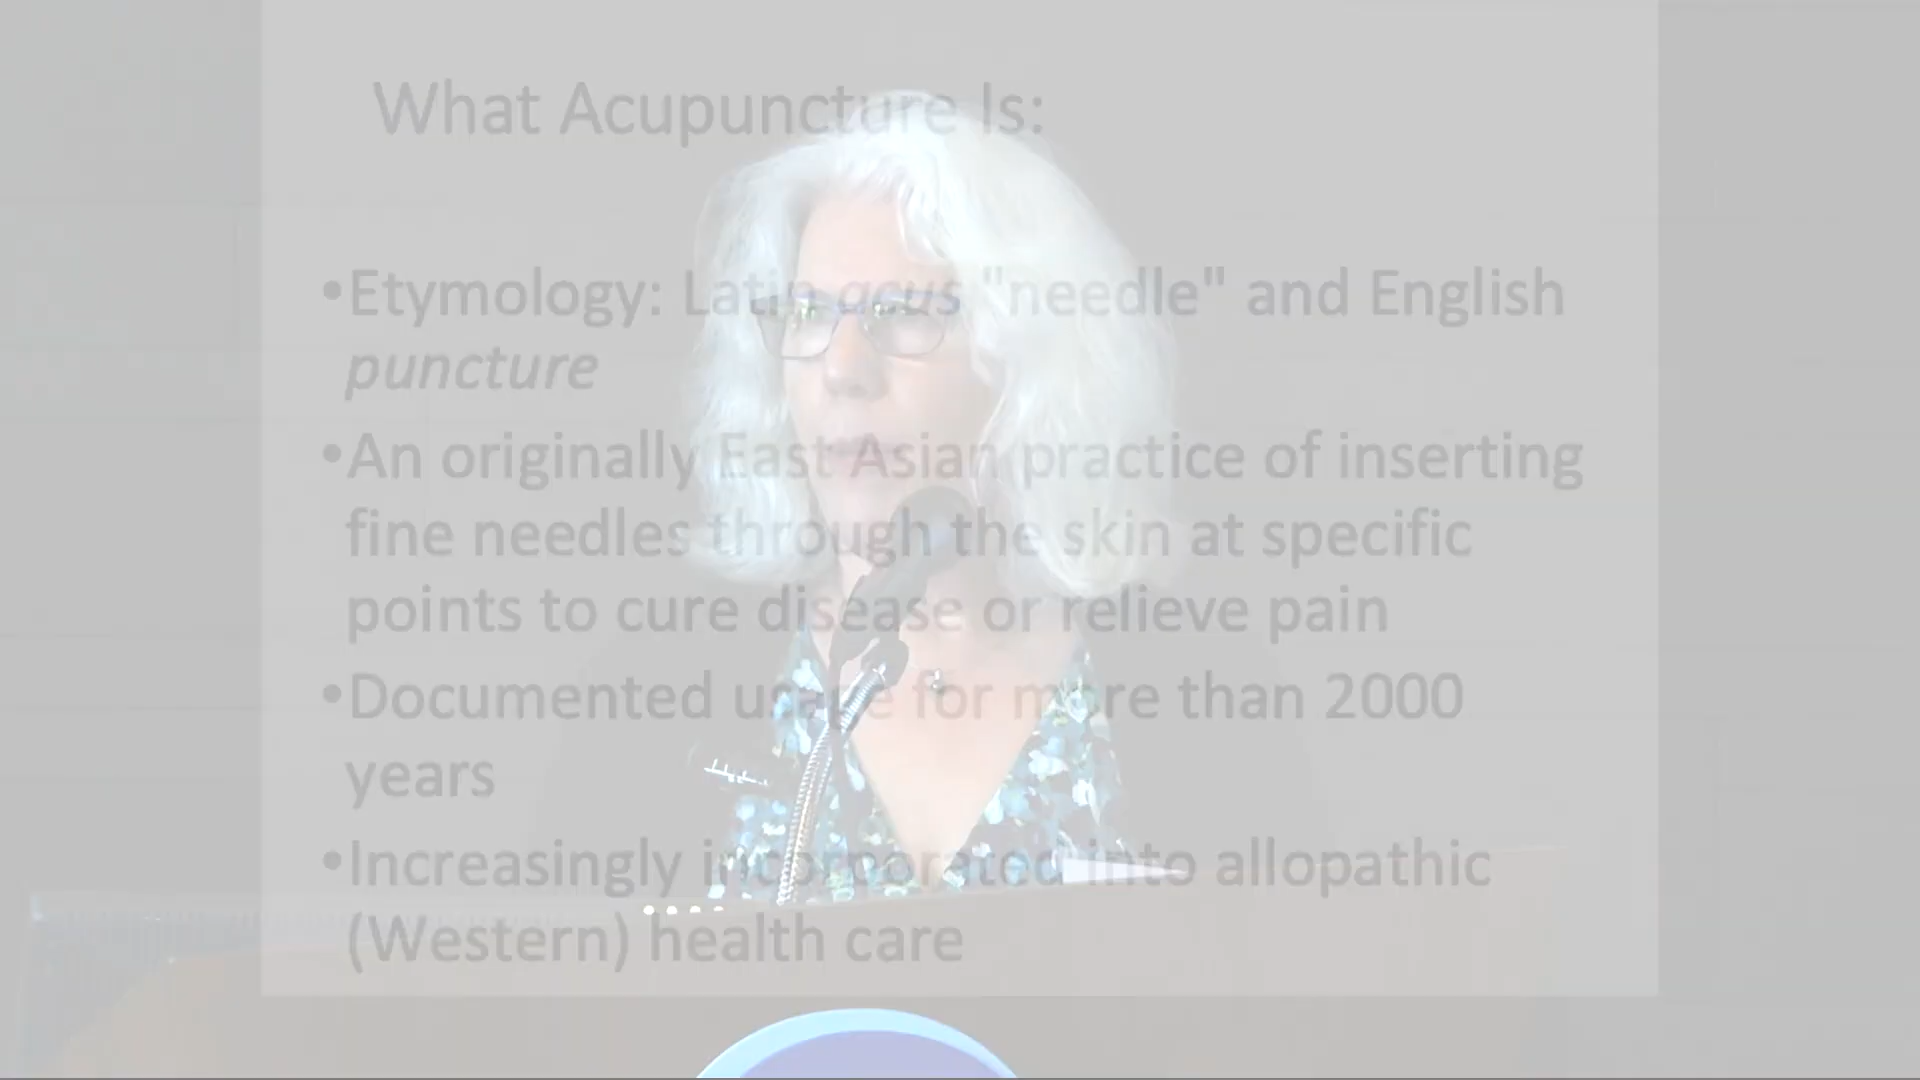 What Acupuncture Is:
•Etymology: Latin acus "needle" and English
puncture
•An originally East Asian practice of inserting
fine needles through the skin at specific
points to cure disease or relieve pain
•Documented usage for more than 2000
years
•Increasingly incorporated into allopathic
(Western) health care